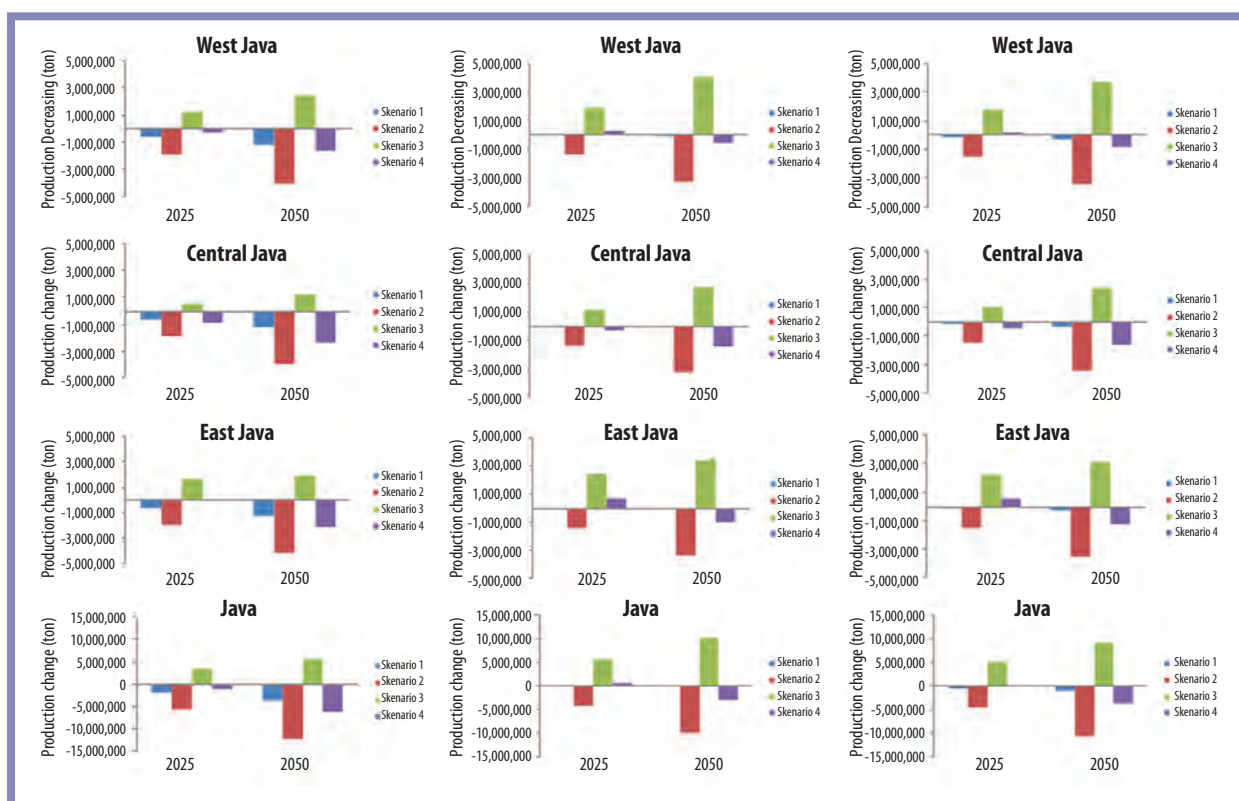 West Java
Production Decreasing (ton)
5,000,000
3,000,000
1,000,000
-1,000,000
-3,000,000
-5,000,000
2025 2050
Skenario 1
Skenario 2
Skenario 3
Skenario 4
West Java
Production Decreasing (ton)
5,000,000
3,000,000
1,000,000
-1,000,000
-3,000,000
-5,000,000
2025 2050
Skenario 1
Skenario 2
Skenario 3
Skenario 4
West Java
Production Decreasing (ton)
5,000,000
3,000,000
1,000,000
-1,000,000
-3,000,000
-5,000,000
2025 2050
Skenario 1
Skenario 2
Skenario 3
Skenario 4
Central Java
Production change (ton)
5,000,000
3,000,000
1,000,000
-1,000,000
-3,000,000
-5,000,000
2025 2050
Skenario 1
Skenario 2
Skenario 3
Skenario 4
Central Java
Production change (ton)
5,000,000
3,000,000
1,000,000
-1,000,000
-3,000,000
-5,000,000
2025 2050
Skenario 1
Skenario 2
Skenario 3
Skenario 4
Central Java
Production change (ton)
5,000,000
3,000,000
1,000,000
-1,000,000
-3,000,000
-5,000,000
2025 2050
Skenario 1
Skenario 2
Skenario 3
Skenario 4
East Java
Production change (ton)
5,000,000
3,000,000
1,000,000
-1,000,000
-3,000,000
-5,000,000
2025 2050
Skenario 1
Skenario 2
Skenario 3
Skenario 4
East Java
Production change (ton)
5,000,000
3,000,000
1,000,000
-1,000,000
-3,000,000
-5,000,000
2025 2050
Skenario 1
Skenario 2
Skenario 3
Skenario 4
East Java
Production change (ton)
5,000,000
3,000,000
1,000,000
-1,000,000
-3,000,000
-5,000,000
2025 2050
Skenario 1
Skenario 2
Skenario 3
Skenario 4
Java
Production change (ton)
15,000,000
10,000,000
5,000,000
0
-5,000,000
-10,000,000
-15,000,000
2025 2050
Skenario 1
Skenario 2
Skenario 3
Skenario 4
Java
Production change (ton)
15,000,000
10,000,000
5,000,000
0
-5,000,000
-10,000,000
-15,000,000
2025 2050
Skenario 1
Skenario 2
Skenario 3
Skenario 4
Java
Production change (ton)
15,000,000
10,000,000
5,000,000
0
-5,000,000
-10,000,000
-15,000,000
2025 2050
Skenario 1
Skenario 2
Skenario 3
Skenario 4